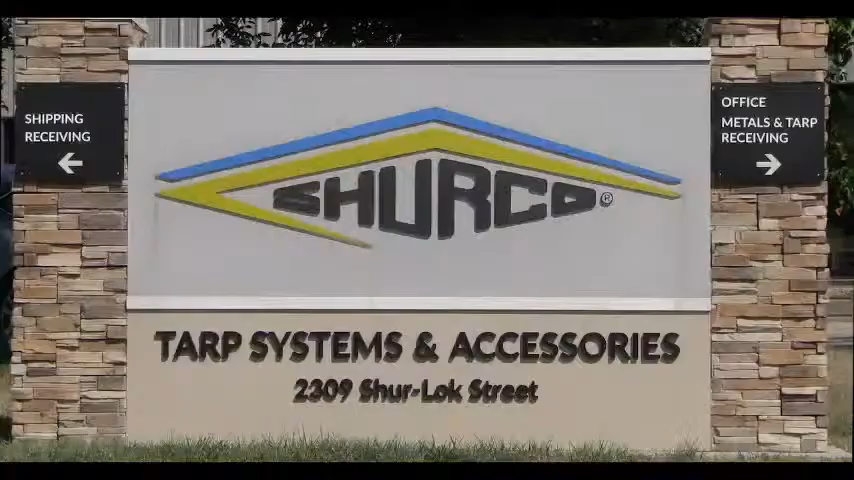 SHIPPING
RECEIVING
←
SHURCO®
OFFICE
METALS & TARP
RECEIVING
→
TARP SYSTEMS & ACCESSORIES
2309 Shur-Lok Street